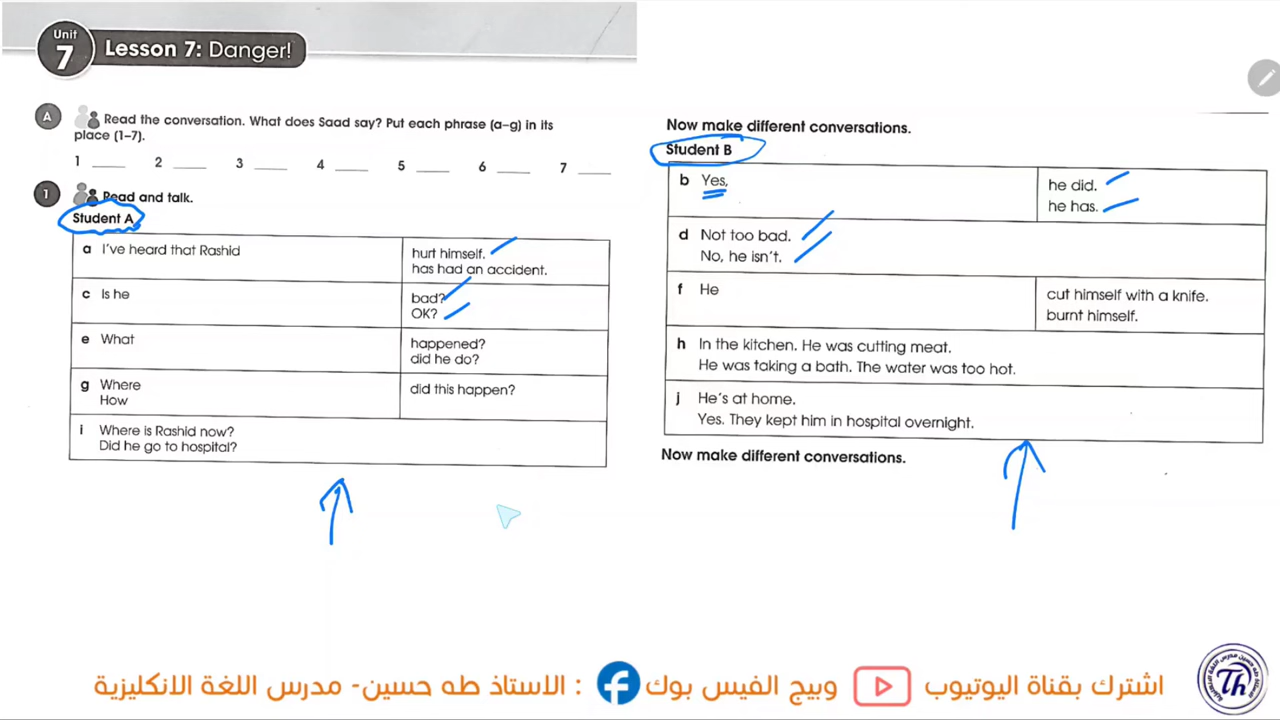 Unit
7
Lesson 7: Danger!
A Read the conversation. What does Saad say? Put each phrase (a–g) in its
place (1–7).
1 ____ 2 ____ 3 ____ 4 ____ 5 ____ 6 ____ 7 ____
1 Read and talk.
Student A
a I've heard that Rashid
hurt himself.
has had an accident.
c Is he
bad?
OK?
e What
happened?
did he do?
g Where
How
did this happen?
i Where is Rashid now?
Did he go to hospital?
Now make different conversations.
Student B
b Yes,
he did.
he has.
d Not too bad.
No, he isn't.
f He
cut himself with a knife.
burnt himself.
h In the kitchen. He was cutting meat.
He was taking a bath. The water was too hot.
j He's at home.
Yes. They kept him in hospital overnight.
Now make different conversations.
اشترك بقناة اليوتيوب وبيج الفيس بوك : الاستاذ طه حسين- مدرس اللغة الانكليزية
Th